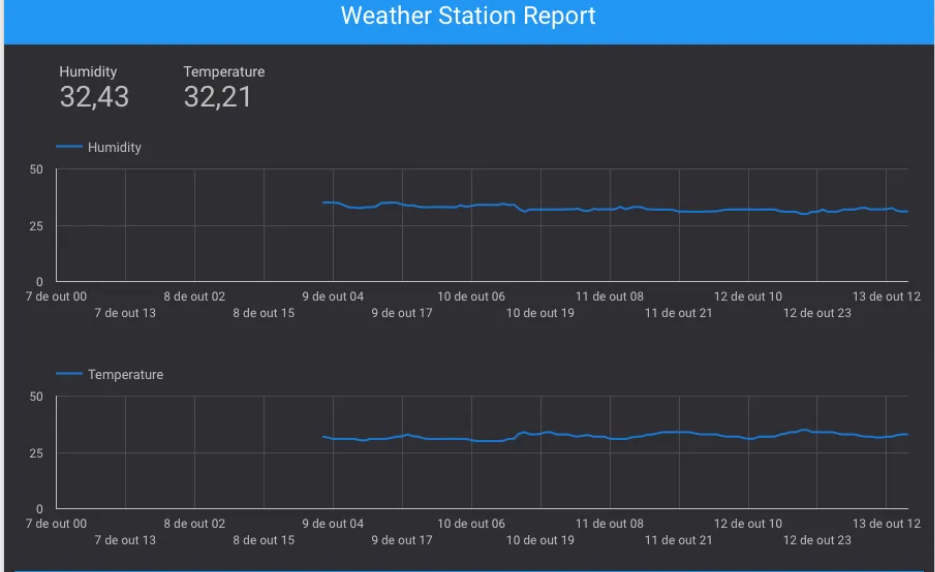 Weather Station Report
Humidity Temperature
32,43 32,21
Humidity
50
25
0
7 de out 00 8 de out 02 9 de out 04 10 de out 06 11 de out 08 12 de out 10 13 de out 12
7 de out 13 8 de out 15 9 de out 17 10 de out 19 11 de out 21 12 de out 23
Temperature
50
25
0
7 de out 00 8 de out 02 9 de out 04 10 de out 06 11 de out 08 12 de out 10 13 de out 12
7 de out 13 8 de out 15 9 de out 17 10 de out 19 11 de out 21 12 de out 23